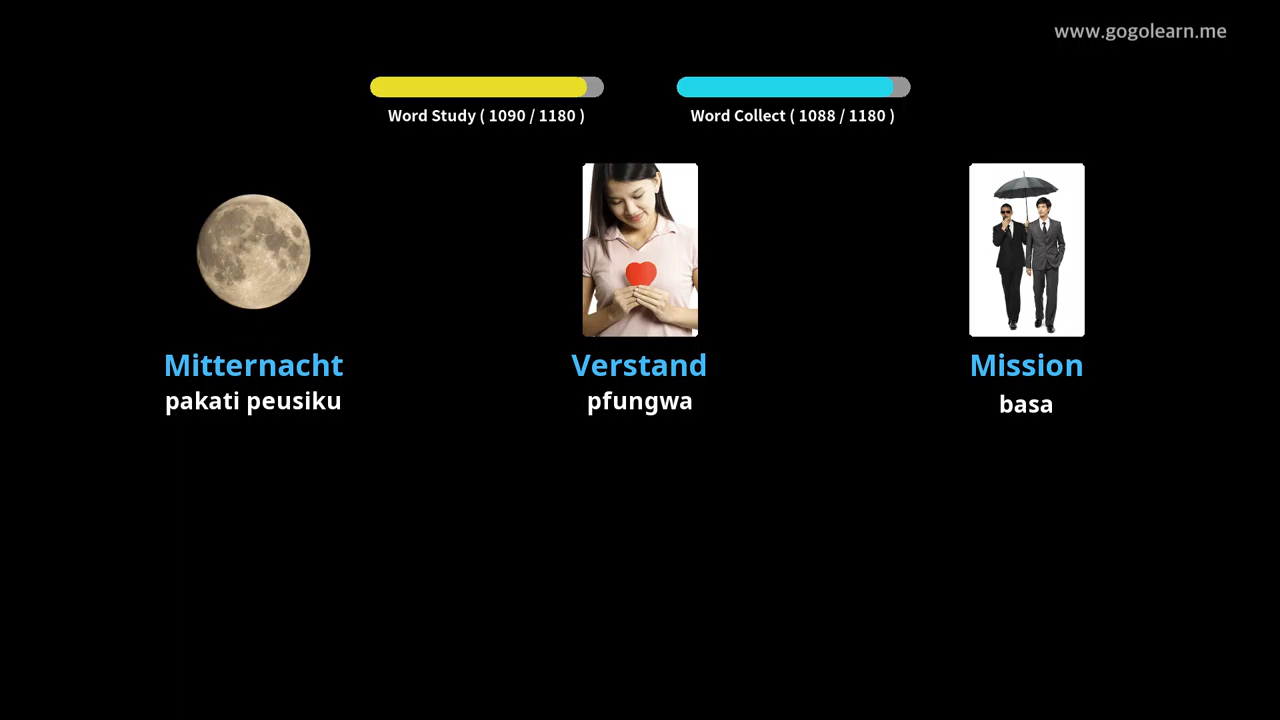 www.gogolearn.me
Word Study ( 1090 / 1180 )
Word Collect ( 1088 / 1180 )
Mitternacht
pakati peusiku
Verstand
pfungwa
Mission
basa